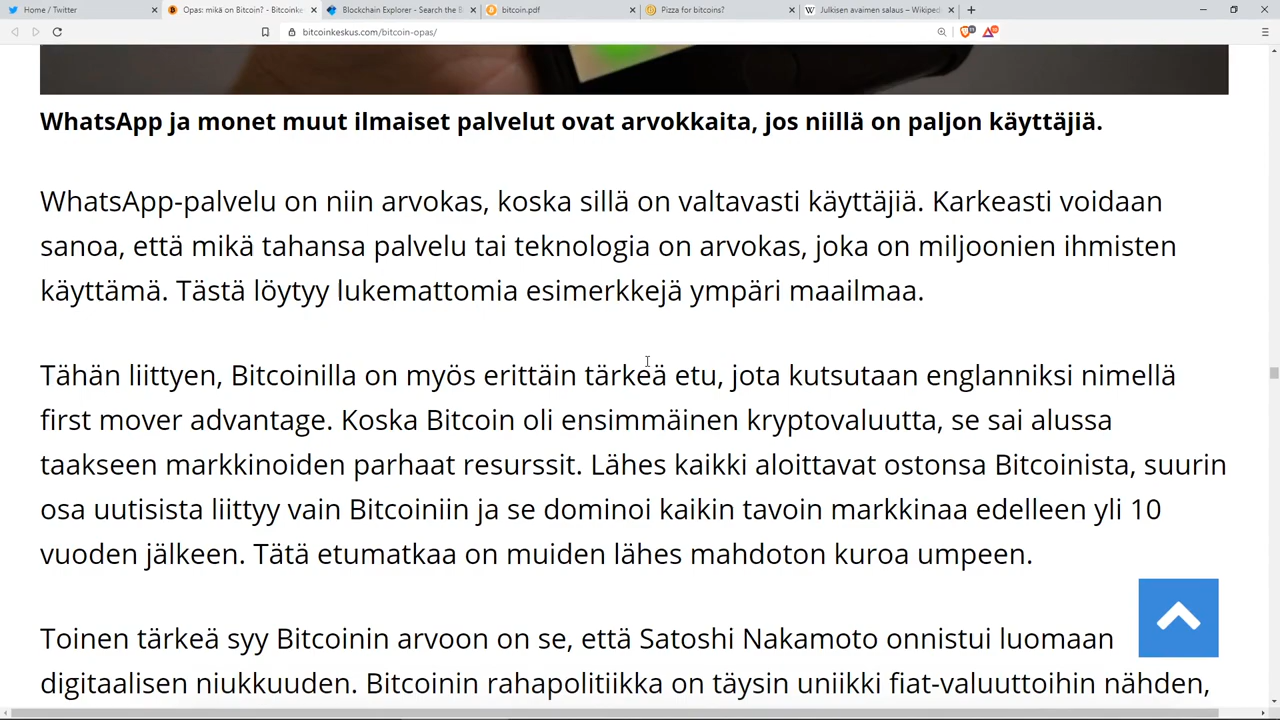 Home / Twitter
Opas: mikä on Bitcoin? - Bitcoinke
Blockchain Explorer - Search the B
bitcoin.pdf
Pizza for bitcoins?
Julkisen avaimen salaus – Wikiped
bitcoinkeskus.com/bitcoin-opas/
WhatsApp ja monet muut ilmaiset palvelut ovat arvokkaita, jos niillä on paljon käyttäjiä.
WhatsApp-palvelu on niin arvokas, koska sillä on valtavasti käyttäjiä. Karkeasti voidaan
sanoa, että mikä tahansa palvelu tai teknologia on arvokas, joka on miljoonien ihmisten
käyttämä. Tästä löytyy lukemattomia esimerkkejä ympäri maailmaa.
Tähän liittyen, Bitcoinilla on myös erittäin tärkeä etu, jota kutsutaan englanniksi nimellä
first mover advantage. Koska Bitcoin oli ensimmäinen kryptovaluutta, se sai alussa
taakseen markkinoiden parhaat resurssit. Lähes kaikki aloittavat ostonsa Bitcoinista, suurin
osa uutisista liittyy vain Bitcoiniin ja se dominoi kaikin tavoin markkinaa edelleen yli 10
vuoden jälkeen. Tätä etumatkaa on muiden lähes mahdoton kuroa umpeen.
Toinen tärkeä syy Bitcoinin arvoon on se, että Satoshi Nakamoto onnistui luomaan
digitaalisen niukkuuden. Bitcoinin rahapolitiikka on täysin uniikki fiat-valuuttoihin nähden,